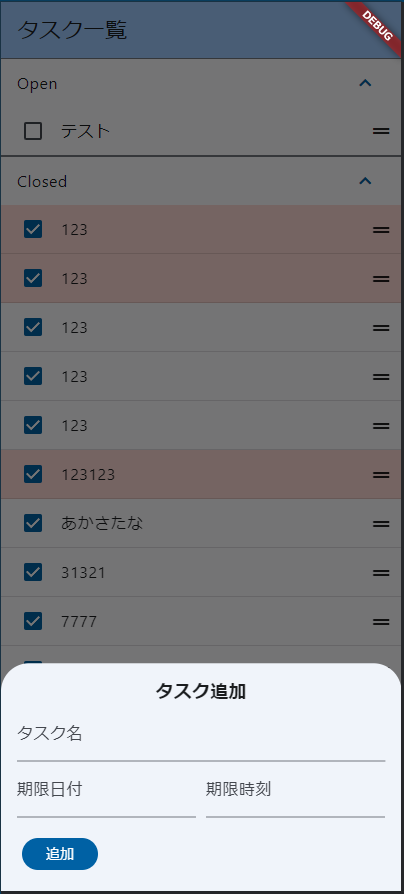 タスク一覧
DEBUG
Open
テスト
Closed
123
123
123
123
123
123123
あかさたな
31321
7777
タスク追加
タスク名
期限日付 期限時刻
追加